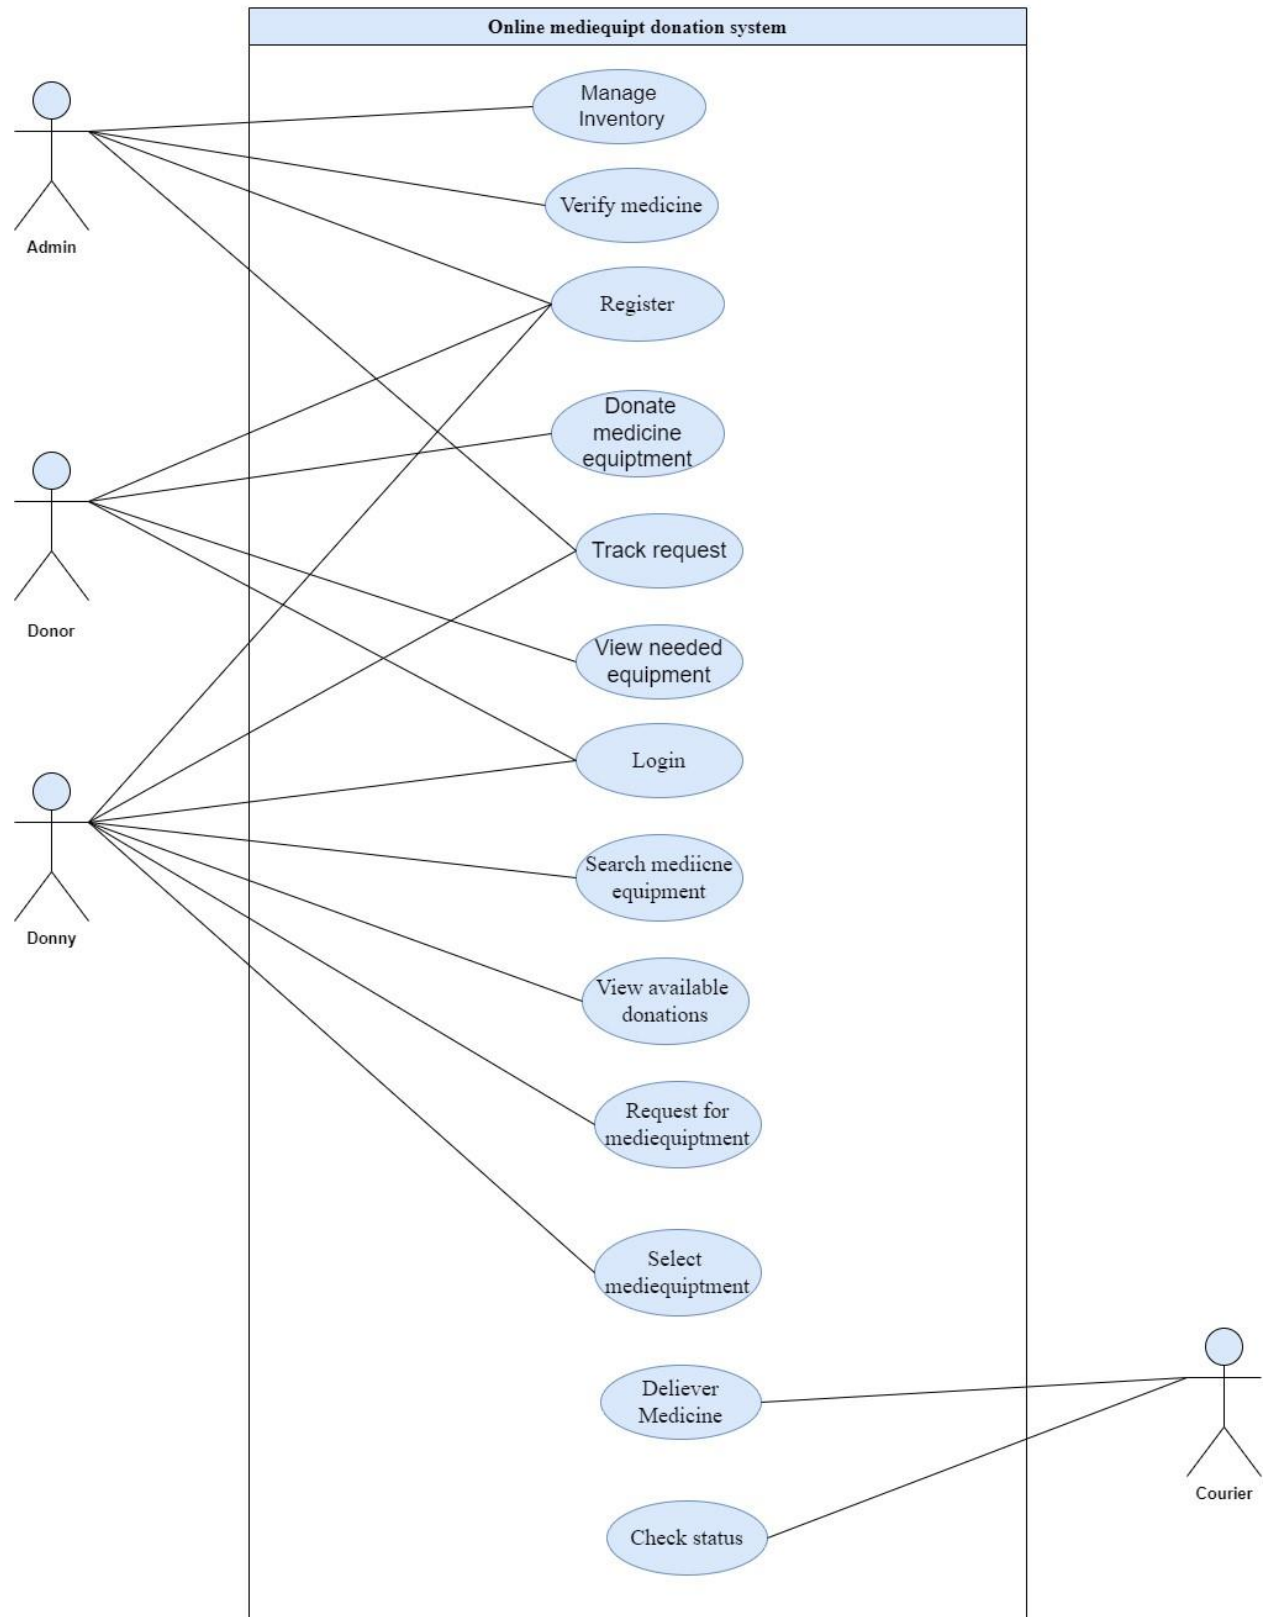 Online mediequipt donation system
Manage
Inventory
Verify medicine
Admin
Register
Donate
medicine
equiptment
Track request
Donor
View needed
equipment
Login
Search mediicne
equipment
Donny
View available
donations
Request for
mediequiptment
Select
mediequiptment
Deliever
Medicine
Courier
Check status